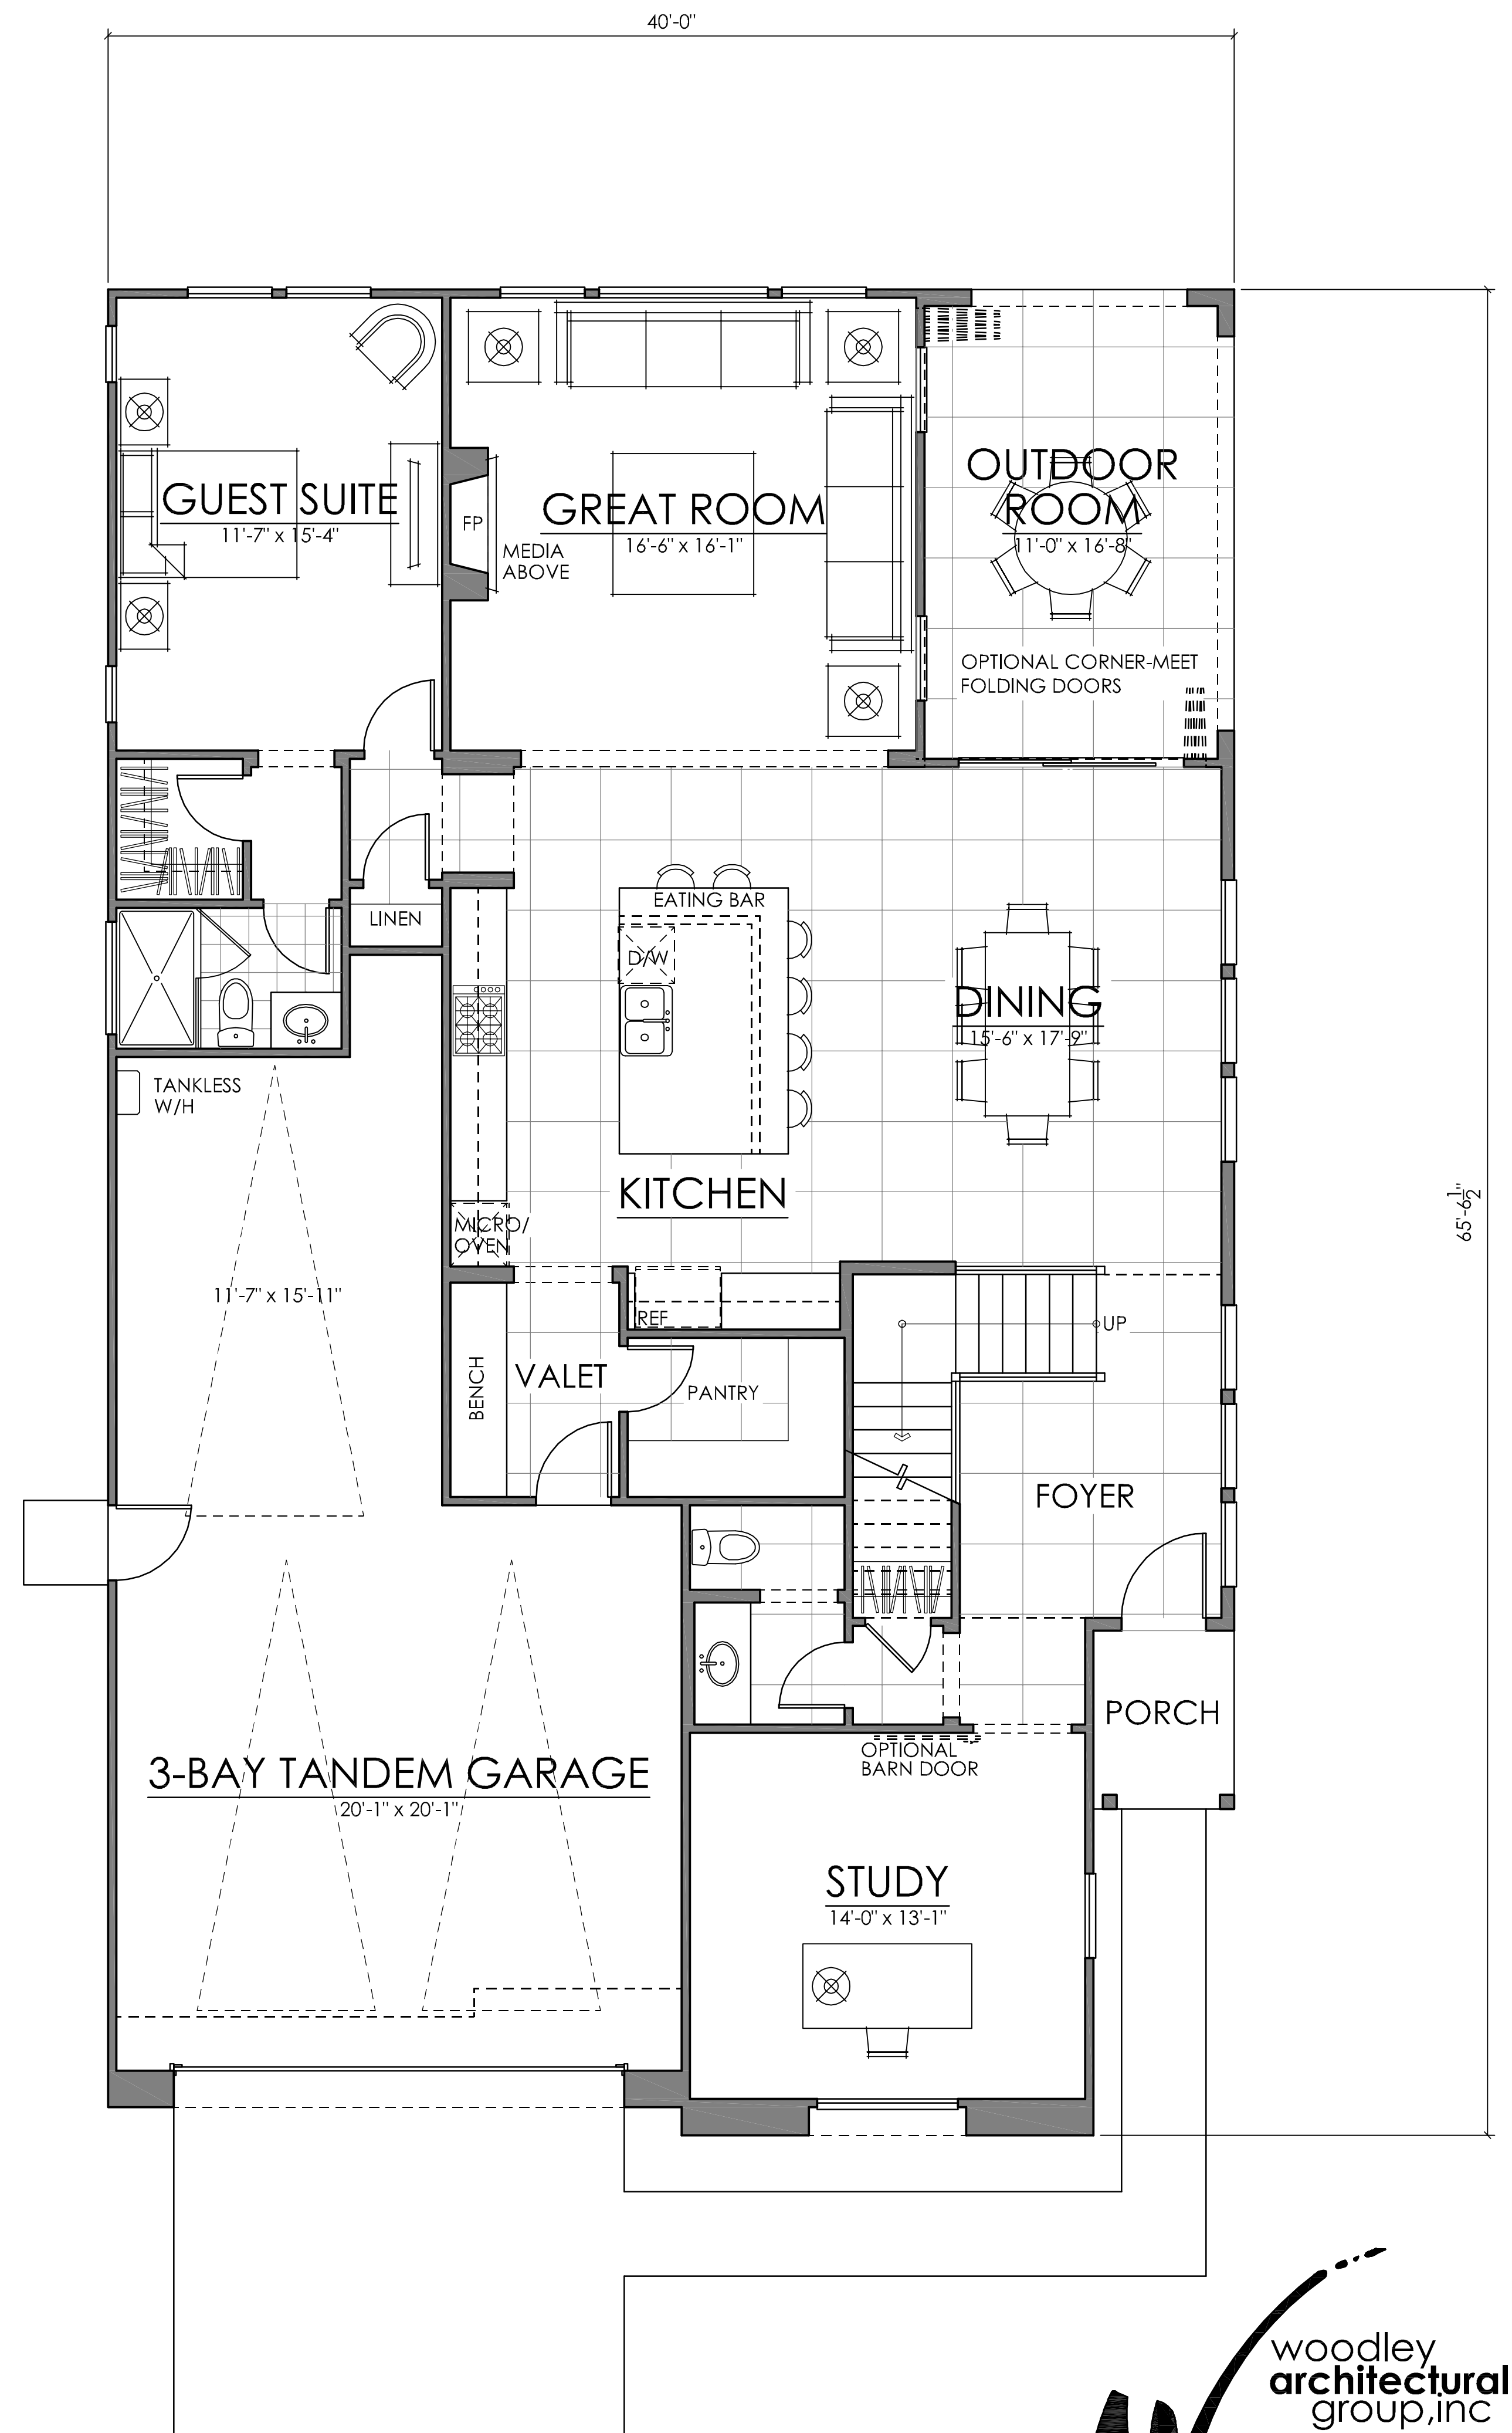 40'-0"
GUEST SUITE
11'-7" x 15'-4"
FP
MEDIA
ABOVE
GREAT ROOM
16'-6" x 16'-1"
OUTDOOR
ROOM
11'-0" x 16'-8"
OPTIONAL CORNER-MEET
FOLDING DOORS
LINEN
EATING BAR
D/W
DINING
15'-6" x 17'-9"
TANKLESS
W/H
KITCHEN
65'-6 1/2"
MICRO/
OVEN
11'-7" x 15'-11"
REF
UP
BENCH
VALET
PANTRY
FOYER
PORCH
OPTIONAL
BARN DOOR
3-BAY TANDEM GARAGE
20'-1" x 20'-1"
STUDY
14'-0" x 13'-1"
woodley
architectural
group,inc